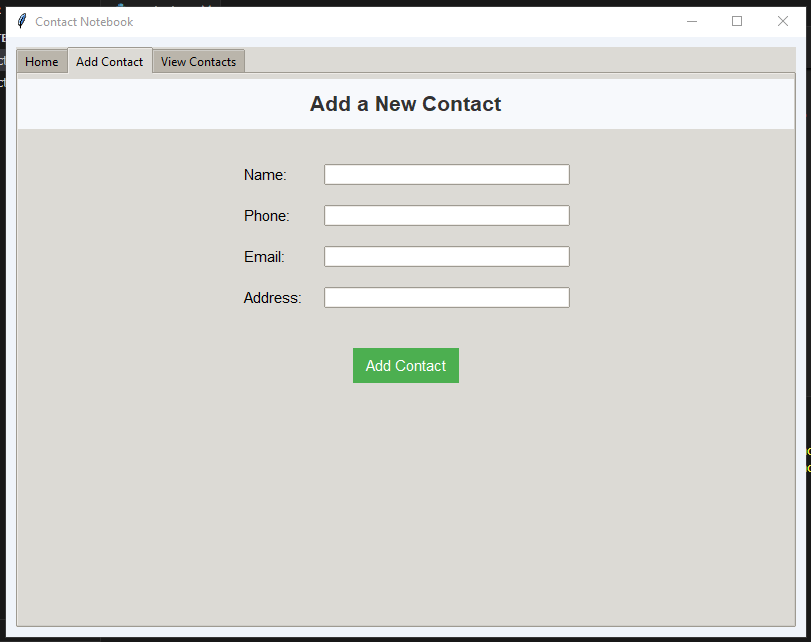 Contact Notebook
Home Add Contact View Contacts
Add a New Contact
Name:
Phone:
Email:
Address:
Add Contact